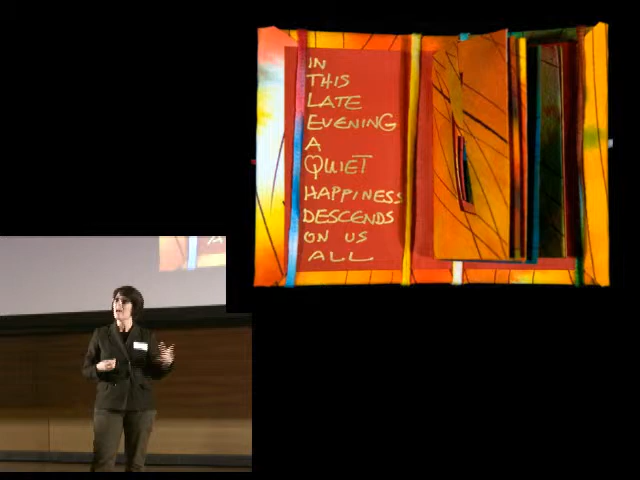 IN
THIS
LATE
EVENING
A
QUIET
HAPPINESS
DESCENDS
ON US
ALL